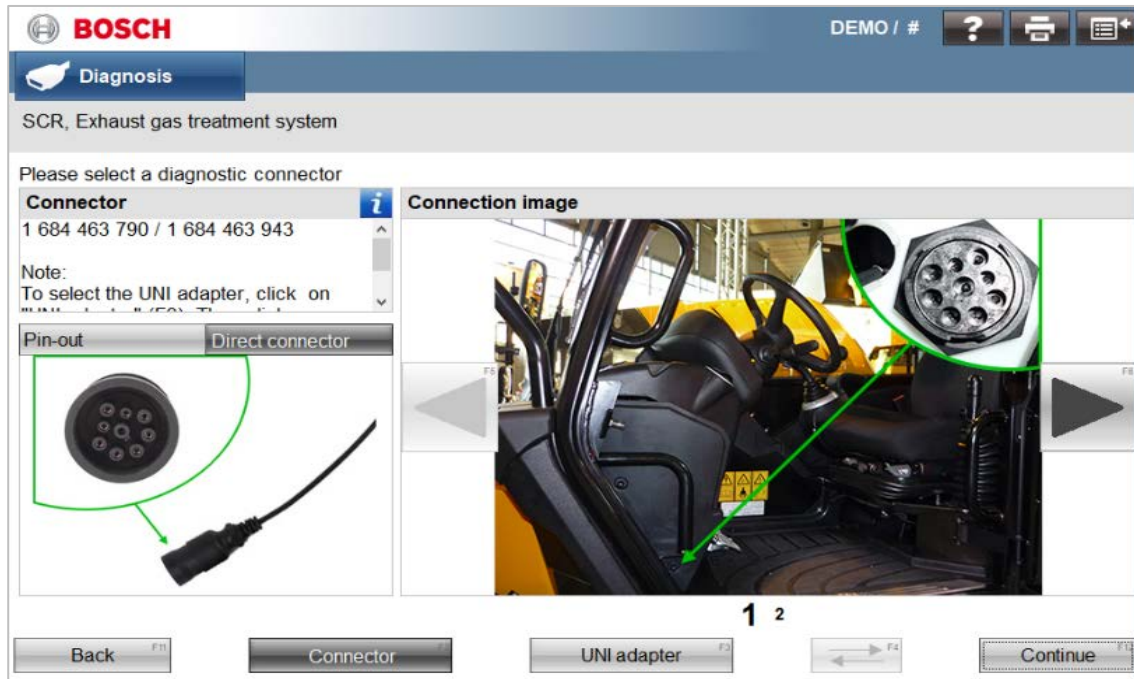 BOSCH
DEMO / #
?
Diagnosis
SCR, Exhaust gas treatment system
Please select a diagnostic connector
Connector
i
Connection image
1 684 463 790 / 1 684 463 943
Note:
To select the UNI adapter, click on
Pin-out
Direct connector
F5
F6
1 2
Back F11
Connector F2
UNI adapter F3
F4
Continue F12